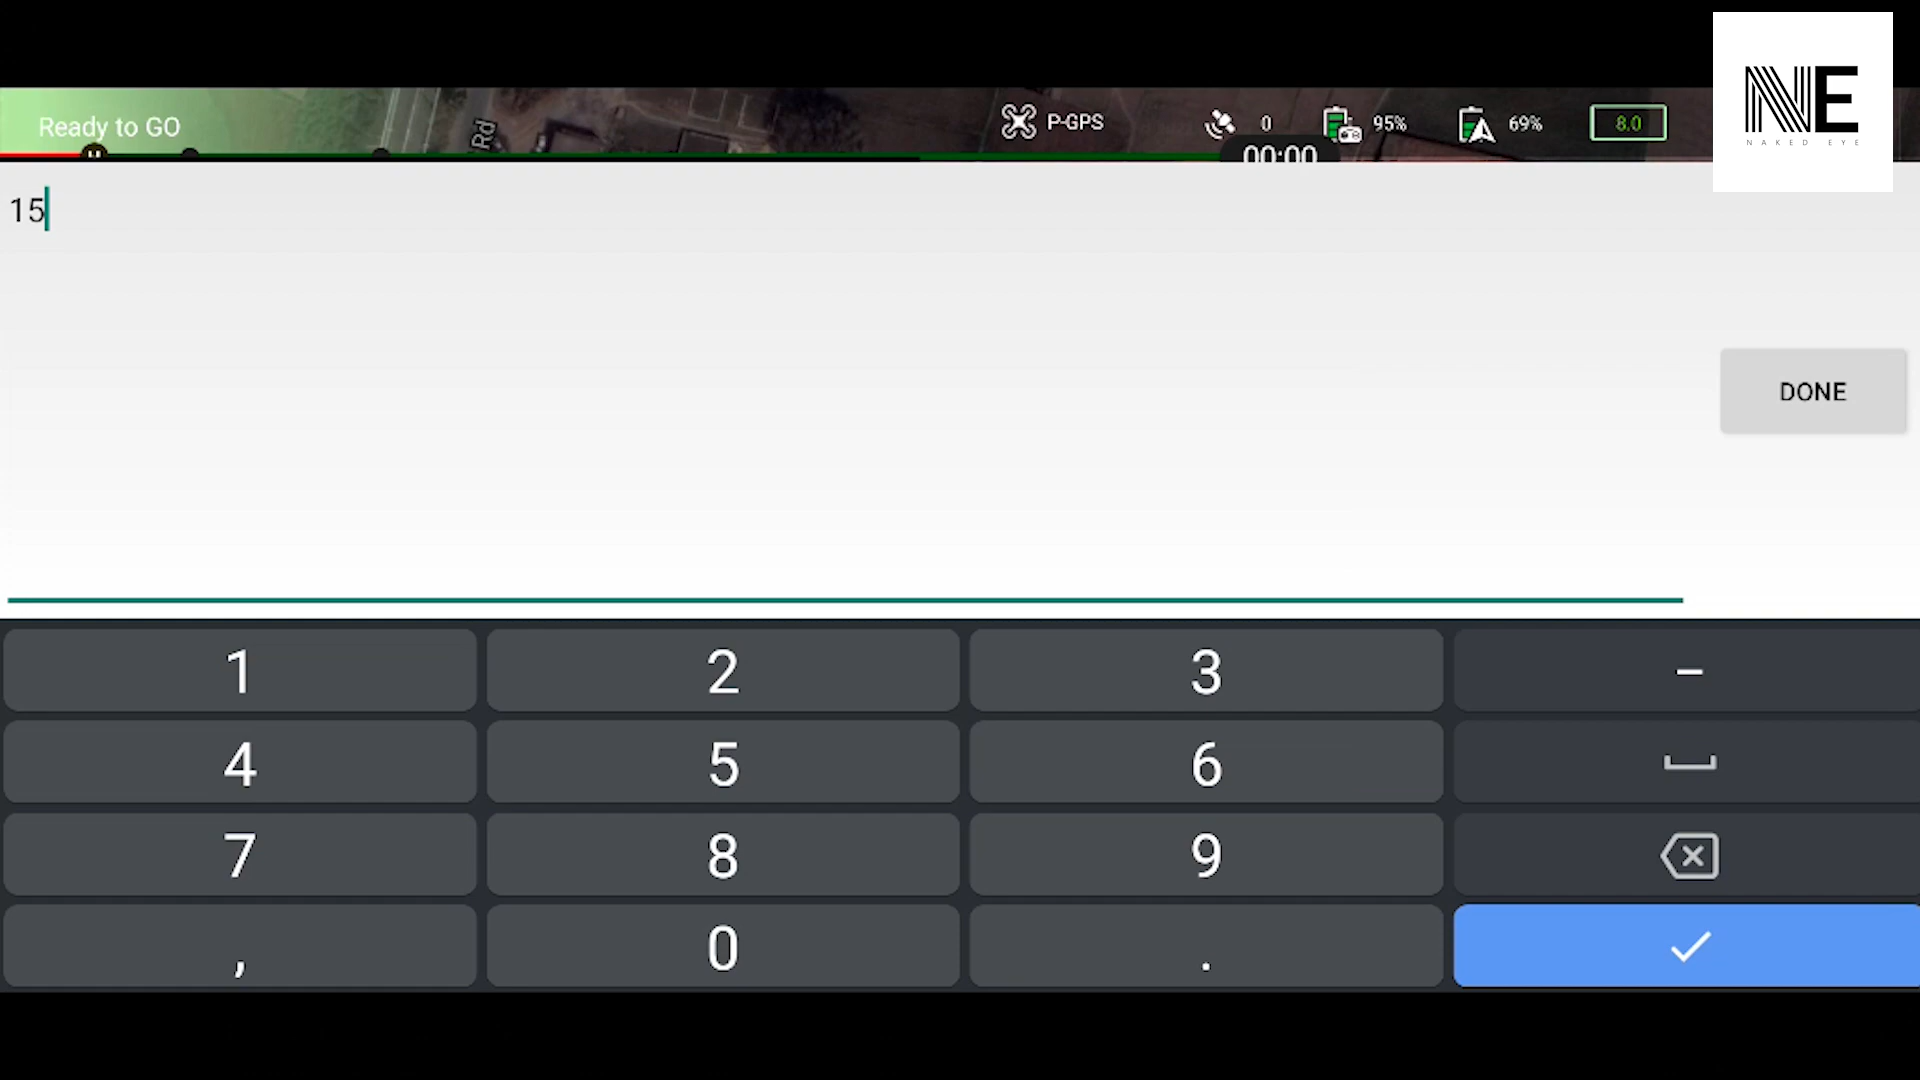 Ready to GO
Rd
P-GPS
0
95%
69%
8.0
00:00
NE
NAKED EYE
15
DONE
1 2 3 –
4 5 6
7 8 9
, 0 .